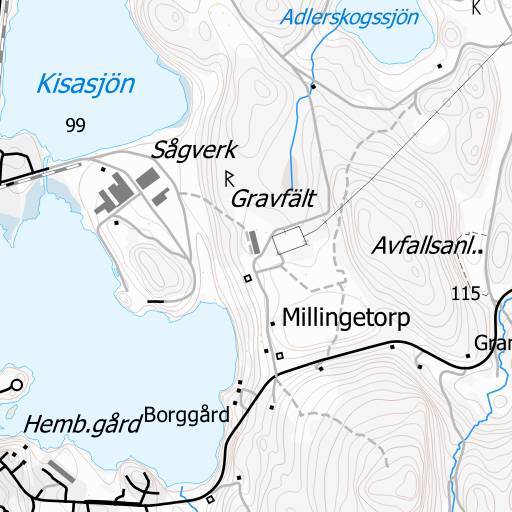 Adlerskogssjön
K
Kisasjön
99
Sågverk
R
Gravfält
Avfallsanl.
115
Millingetorp
Gran
Borggård
Hemb.gård